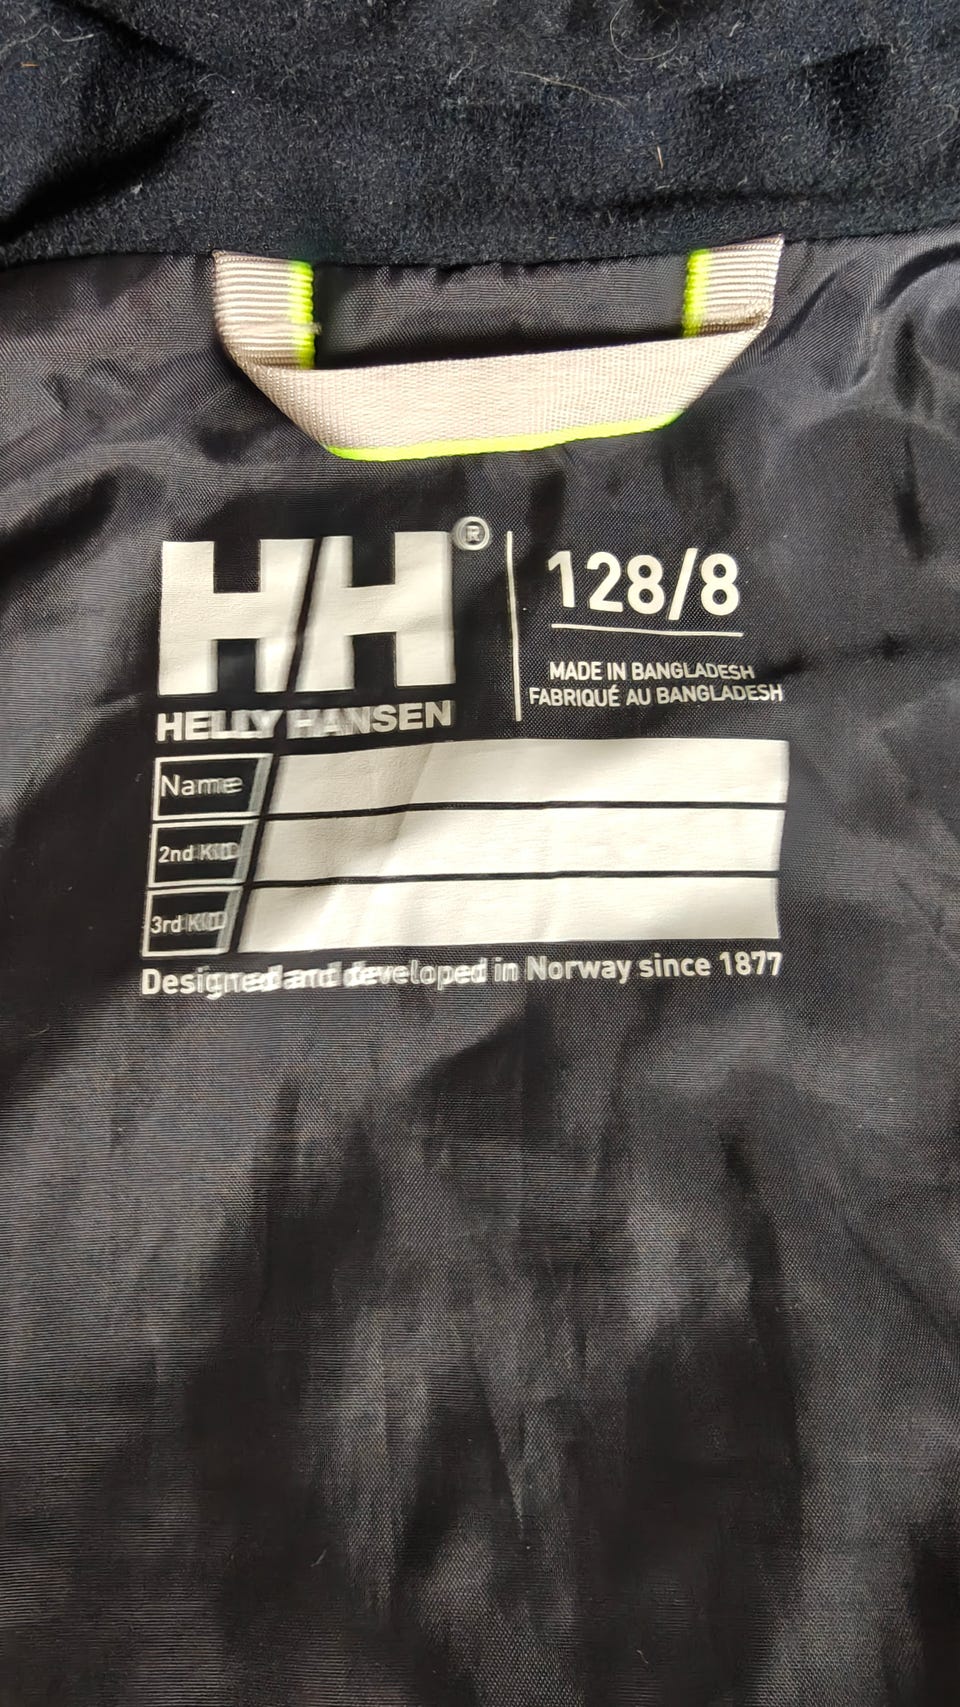 HH®
HELLY HANSEN
128/8
MADE IN BANGLADESH
FABRIQUÉ AU BANGLADESH
Name
2nd KID
3rd KID
Designed and developed in Norway since 1877